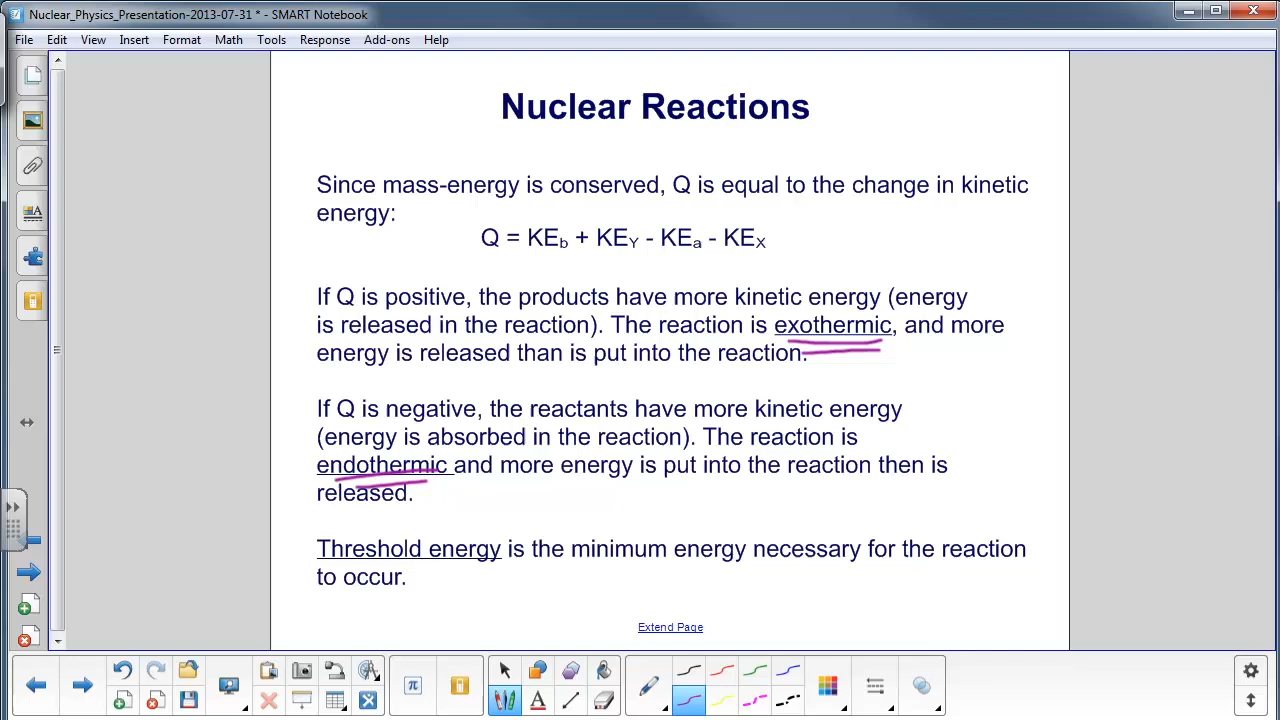 Nuclear_Physics_Presentation-2013-07-31 * - SMART Notebook
File Edit View Insert Format Math Tools Response Add-ons Help
Nuclear Reactions
Since mass-energy is conserved, Q is equal to the change in kinetic
energy:
Q = KEb + KEY - KEa - KEX
If Q is positive, the products have more kinetic energy (energy
is released in the reaction). The reaction is exothermic, and more
energy is released than is put into the reaction.
If Q is negative, the reactants have more kinetic energy
(energy is absorbed in the reaction). The reaction is
endothermic and more energy is put into the reaction then is
released.
Threshold energy is the minimum energy necessary for the reaction
to occur.
Extend Page